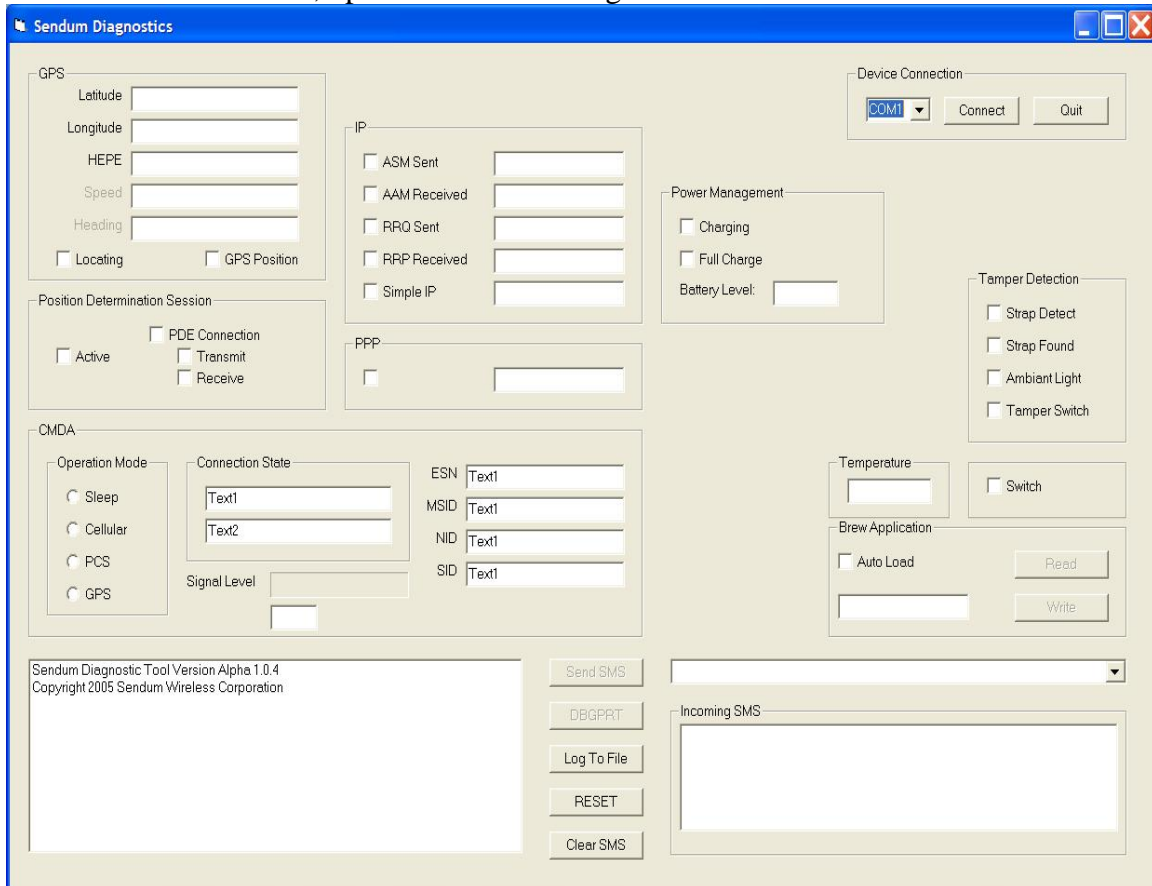 Sendum Diagnostics
GPS
Latitude
Longitude
HEPE
Speed
Heading
Locating
GPS Position
Position Determination Session
PDE Connection
Active
Transmit
Receive
IP
ASM Sent
AAM Received
RRQ Sent
RRP Received
Simple IP
PPP
Device Connection
COM1
Connect
Quit
Power Management
Charging
Full Charge
Battery Level:
Tamper Detection
Strap Detect
Strap Found
Ambiant Light
Tamper Switch
CMDA
Operation Mode
Sleep
Cellular
PCS
GPS
Connection State
Text1
Text2
Signal Level
ESN Text1
MSID Text1
NID Text1
SID Text1
Temperature
Switch
Brew Application
Auto Load
Read
Write
Sendum Diagnostic Tool Version Alpha 1.0.4
Copyright 2005 Sendum Wireless Corporation
Send SMS
DBGPRT
Log To File
RESET
Clear SMS
Incoming SMS